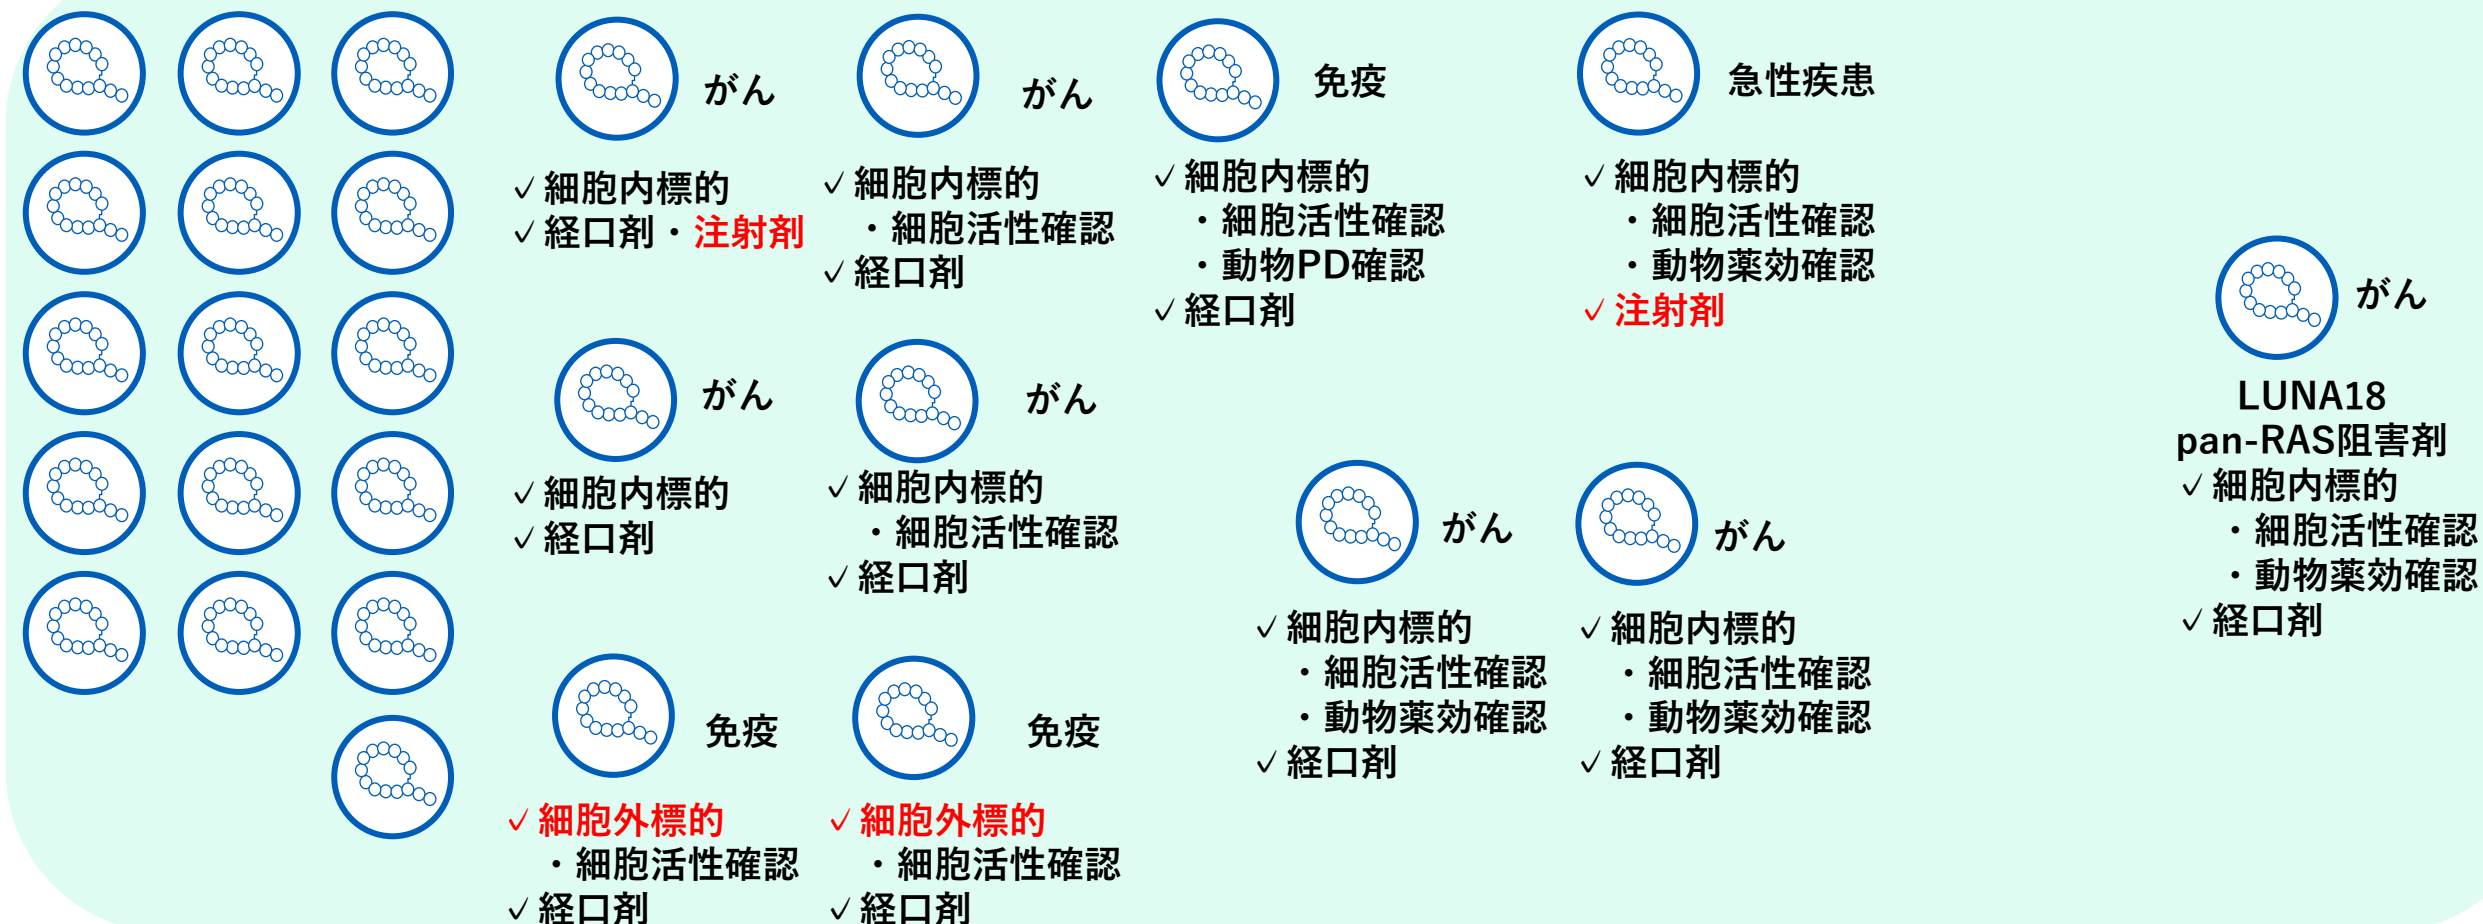 がん
✓細胞内標的
✓経口剤・注射剤
がん
✓細胞内標的
・細胞活性確認
✓経口剤
免疫
✓細胞内標的
・細胞活性確認
・動物PD確認
✓経口剤
急性疾患
✓細胞内標的
・細胞活性確認
・動物薬効確認
✓注射剤
がん
✓細胞内標的
✓経口剤
がん
✓細胞内標的
・細胞活性確認
✓経口剤
がん
✓細胞内標的
・細胞活性確認
・動物薬効確認
✓経口剤
がん
✓細胞内標的
・細胞活性確認
・動物薬効確認
✓経口剤
免疫
✓細胞外標的
・細胞活性確認
✓経口剤
免疫
✓細胞外標的
・細胞活性確認
✓経口剤
がん
LUNA18
pan-RAS阻害剤
✓細胞内標的
・細胞活性確認
・動物薬効確認
✓経口剤